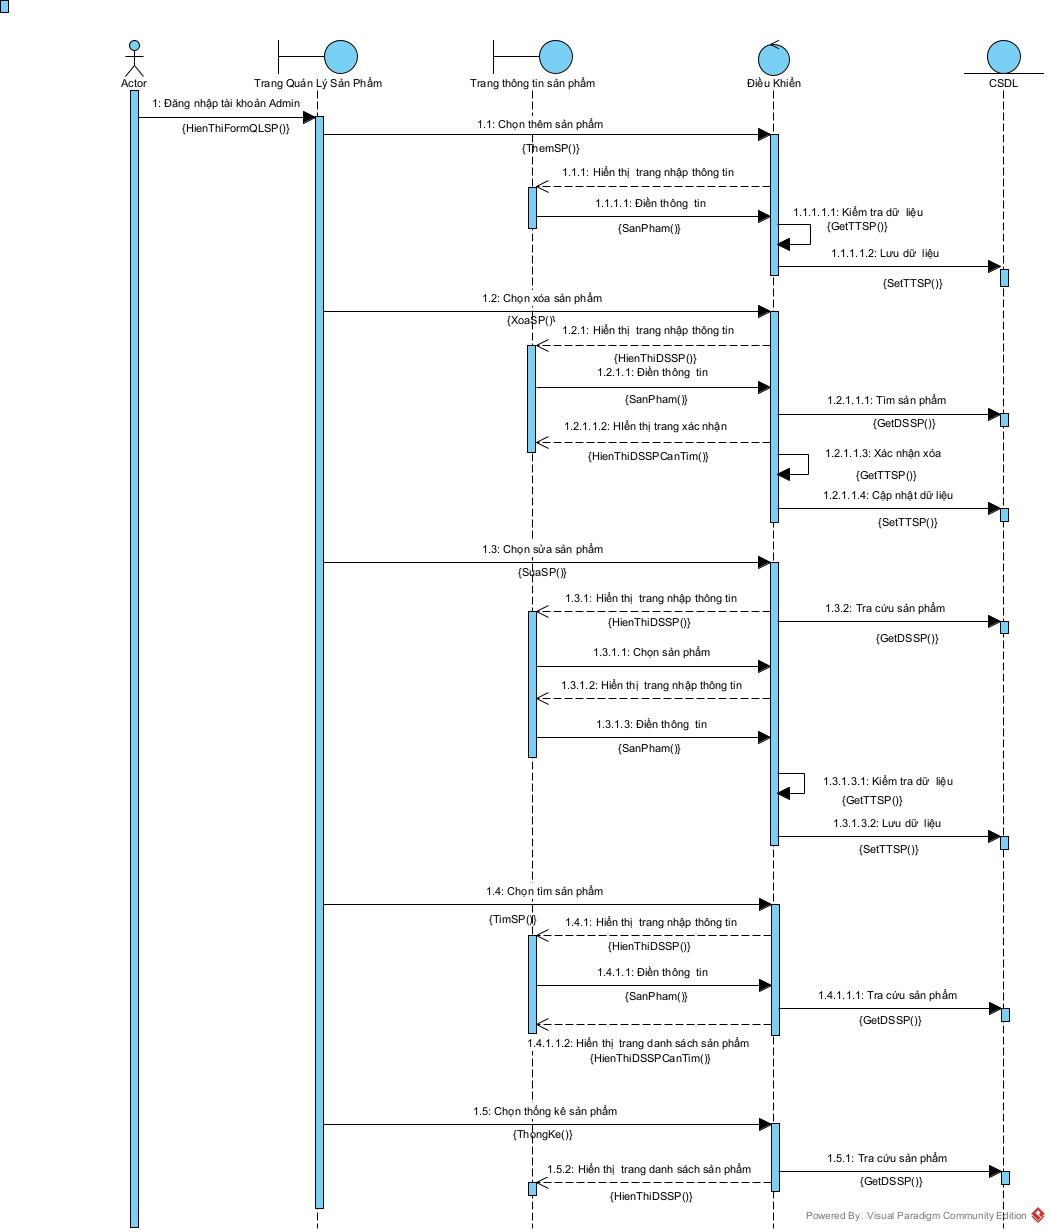 Actor
Trang Quản Lý Sản Phẩm
Trang thông tin sản phẩm
Điều Khiển
CSDL
1: Đăng nhập tài khoản Admin
{HienThiFormQLSP()}
1.1: Chọn thêm sản phẩm
{ThemSP()}
1.1.1: Hiển thị trang nhập thông tin
1.1.1.1: Điền thông tin
{SanPham()}
1.1.1.1.1: Kiểm tra dữ liệu
{GetTTSP()}
1.1.1.1.2: Lưu dữ liệu
{SetTTSP()}
1.2: Chọn xóa sản phẩm
{XoaSP()}
1.2.1: Hiển thị trang nhập thông tin
{HienThiDSSP()}
1.2.1.1: Điền thông tin
{SanPham()}
1.2.1.1.1: Tìm sản phẩm
{GetDSSP()}
1.2.1.1.2: HIển thị trang xác nhận
{HienThiDSSPCanTim()}
1.2.1.1.3: Xác nhận xóa
{GetTTSP()}
1.2.1.1.4: Cập nhật dữ liệu
{SetTTSP()}
1.3: Chọn sửa sản phẩm
{SuaSP()}
1.3.1: Hiển thị trang nhập thông tin
{HienThiDSSP()}
1.3.2: Tra cứu sản phẩm
{GetDSSP()}
1.3.1.1: Chọn sản phẩm
1.3.1.2: Hiển thị trang nhập thông tin
1.3.1.3: Điền thông tin
{SanPham()}
1.3.1.3.1: Kiểm tra dữ liệu
{GetTTSP()}
1.3.1.3.2: Lưu dữ liệu
{SetTTSP()}
1.4: Chọn tìm sản phẩm
{TimSP()}
1.4.1: Hiển thị trang nhập thông tin
{HienThiDSSP()}
1.4.1.1: Điền thông tin
{SanPham()}
1.4.1.1.1: Tra cứu sản phẩm
{GetDSSP()}
1.4.1.1.2: Hiển thị trang danh sách sản phẩm
{HienThiDSSPCanTim()}
1.5: Chọn thống kê sản phẩm
{ThongKe()}
1.5.1: Tra cứu sản phẩm
{GetDSSP()}
1.5.2: Hiển thị trang danh sách sản phẩm
{HienThiDSSP()}
Powered By Visual Paradigm Community Edition